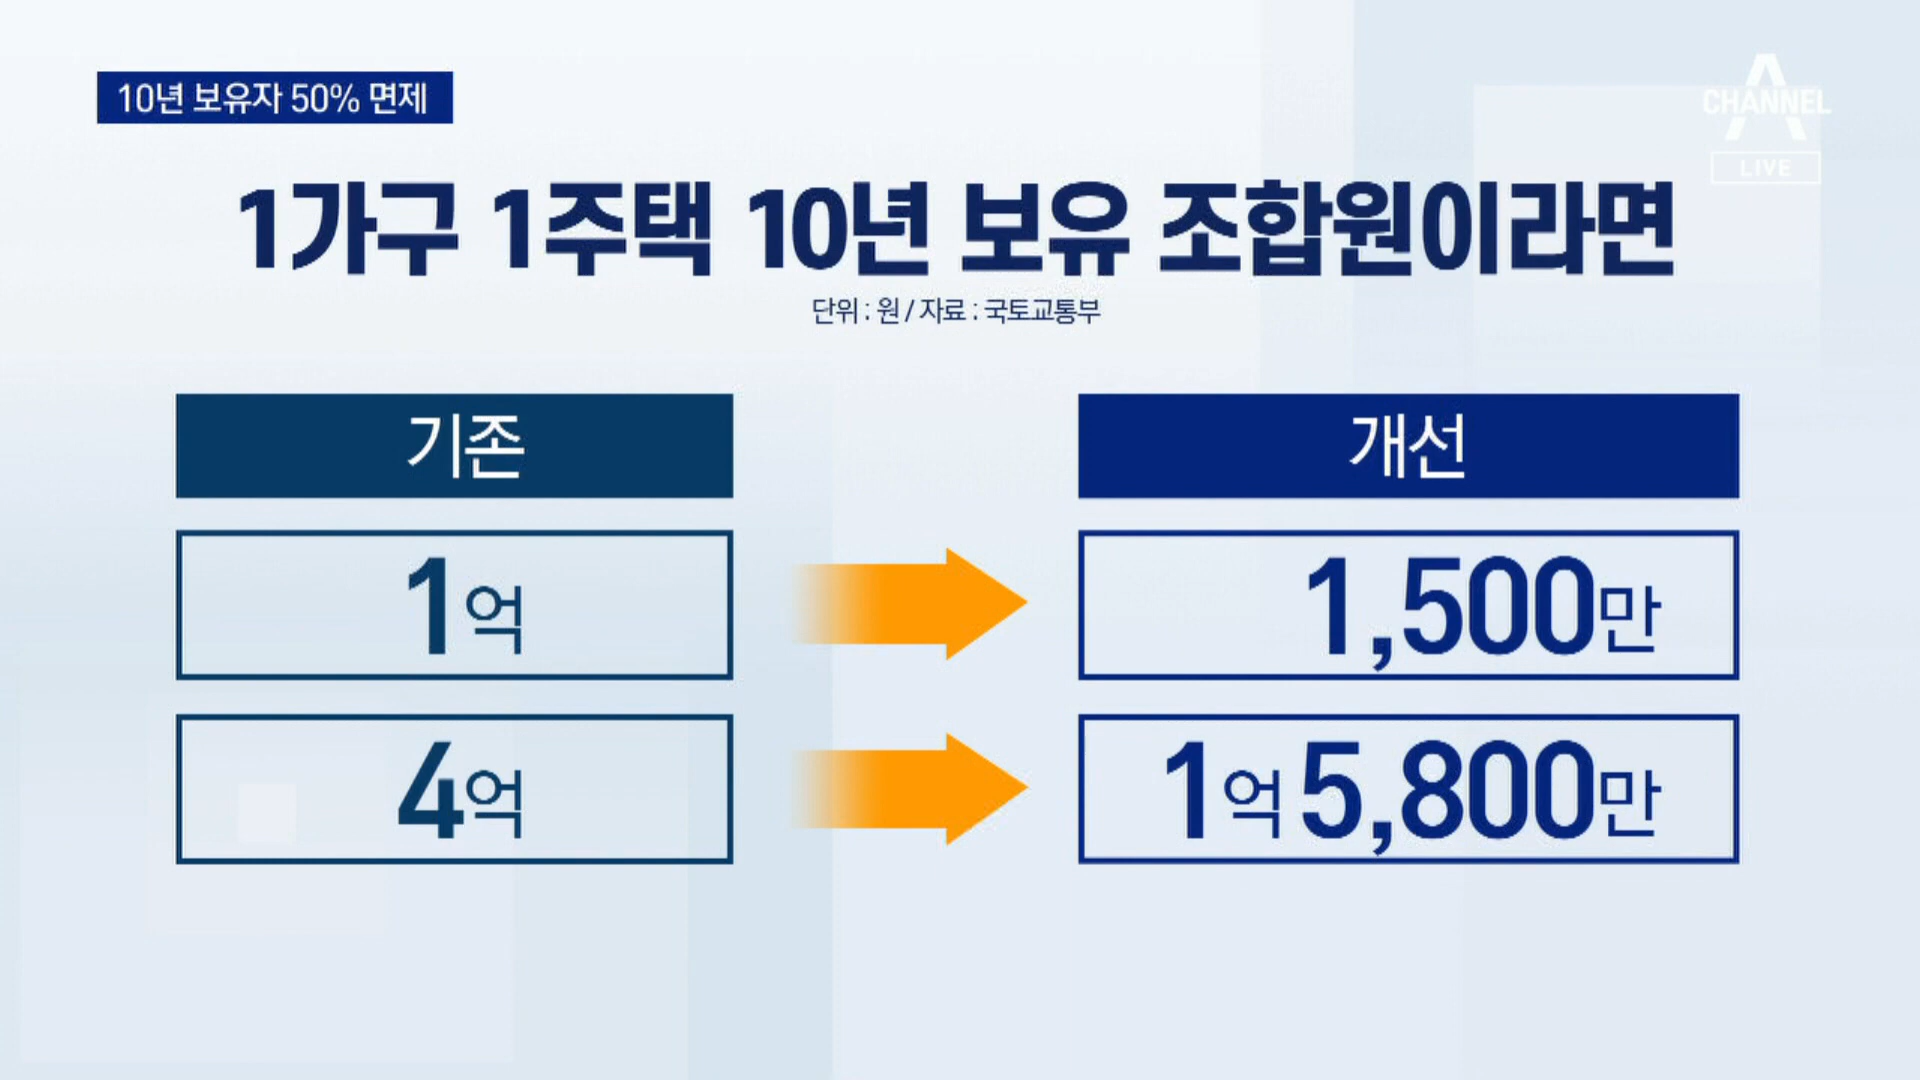 10년 보유자 50% 면제
CHANNEL A
LIVE
1가구 1주택 10년 보유 조합원이라면
단위 : 원 / 자료 : 국토교통부
기존
개선
1억
1,500만
4억
1억 5,800만